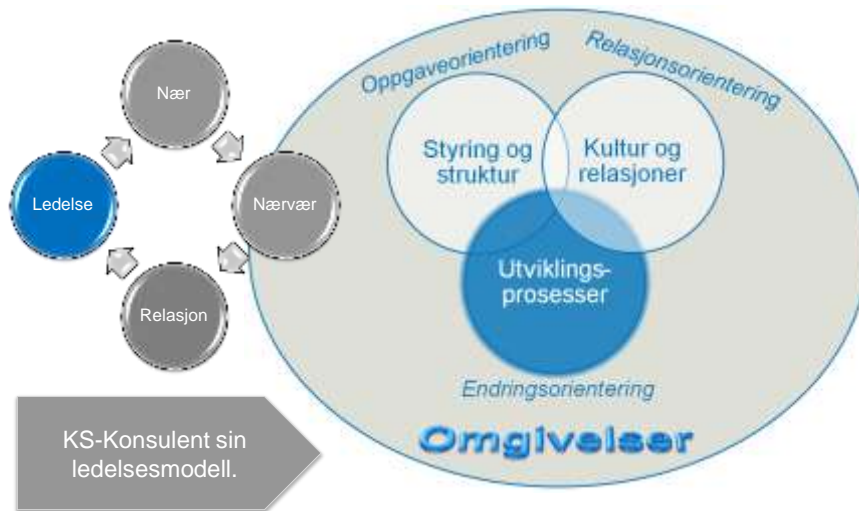 Nær
Ledelse
Nærvær
Relasjon
KS-Konsulent sin
ledelsesmodell.
Oppgaveorientering
Relasjonsorientering
Styring og
struktur
Kultur og
relasjoner
Utviklings-
prosesser
Endringsorientering
Omgivelser